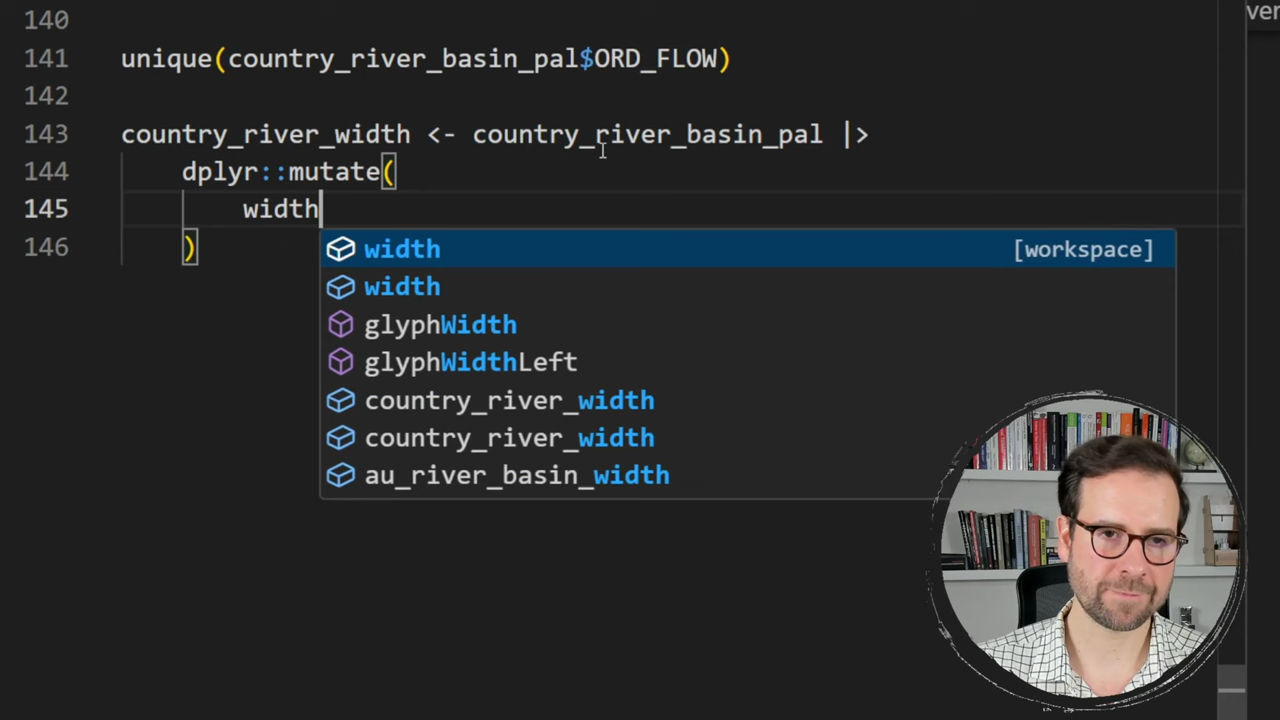 ver
140
141 unique(country_river_basin_pal$ORD_FLOW)
142
143 country_river_width <- country_river_basin_pal |>
144 dplyr::mutate(
145 width
146 )
width [workspace]
width
glyphWidth
glyphWidthLeft
country_river_width
country_river_width
au_river_basin_width